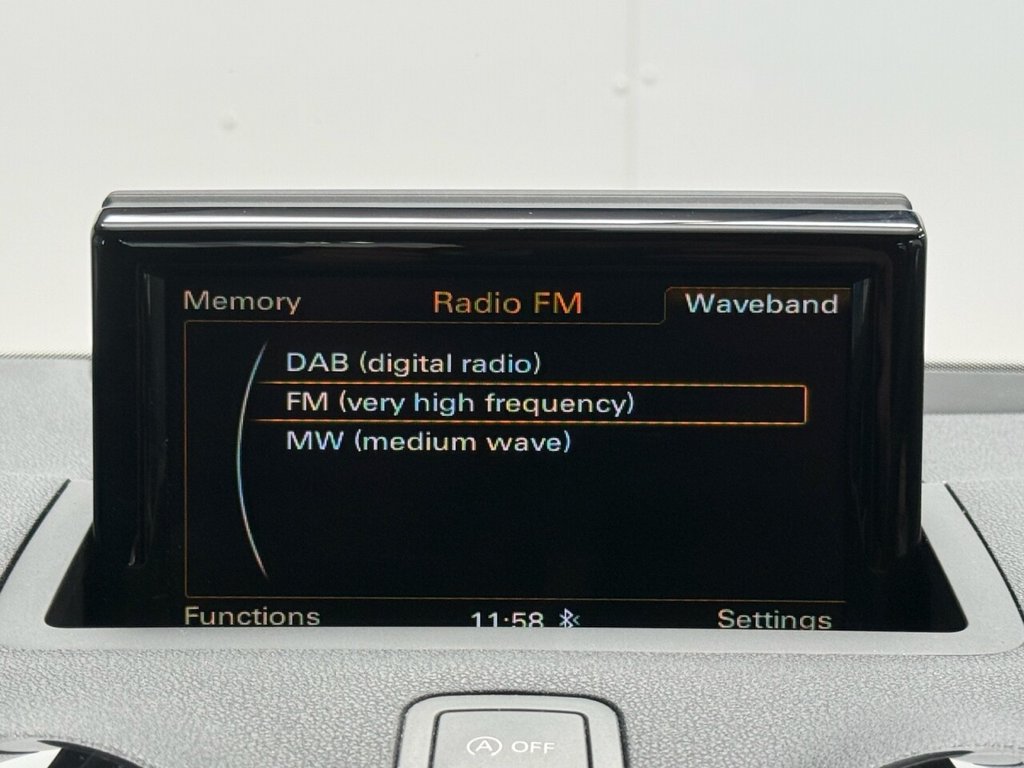 Memory Radio FM Waveband
DAB (digital radio)
FM (very high frequency)
MW (medium wave)
Functions 11:58 Settings
A OFF